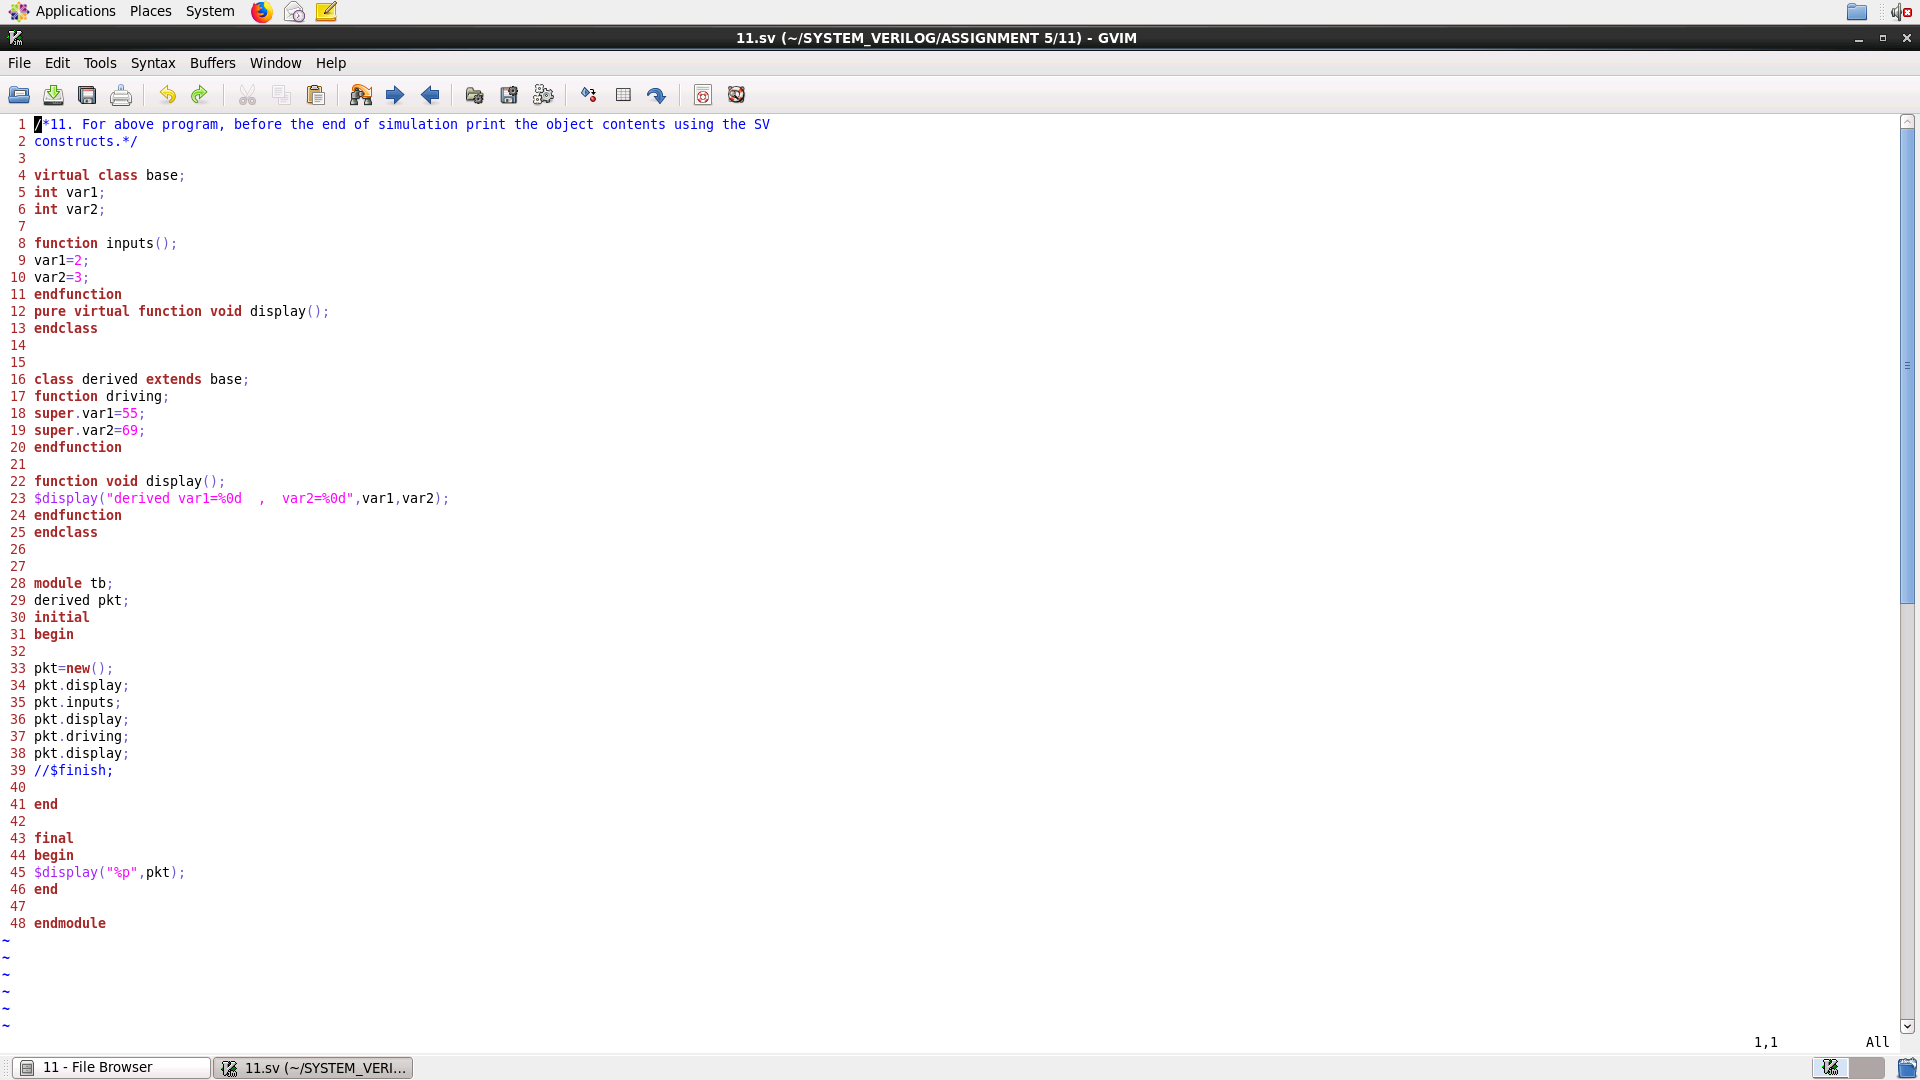 Applications Places System
11.sv (~/SYSTEM_VERILOG/ASSIGNMENT 5/11) - GVIM
File Edit Tools Syntax Buffers Window Help
1 /*11. For above program, before the end of simulation print the object contents using the SV
2 constructs.*/
3
4 virtual class base;
5 int var1;
6 int var2;
7
8 function inputs();
9 var1=2;
10 var2=3;
11 endfunction
12 pure virtual function void display();
13 endclass
14
15
16 class derived extends base;
17 function driving;
18 super.var1=55;
19 super.var2=69;
20 endfunction
21
22 function void display();
23 $display("derived var1=%0d  ,  var2=%0d",var1,var2);
24 endfunction
25 endclass
26
27
28 module tb;
29 derived pkt;
30 initial
31 begin
32
33 pkt=new();
34 pkt.display;
35 pkt.inputs;
36 pkt.display;
37 pkt.driving;
38 pkt.display;
39 //$finish;
40
41 end
42
43 final
44 begin
45 $display("%p",pkt);
46 end
47
48 endmodule
~
~
~
~
~
~
1,1 All
11 - File Browser 11.sv (~/SYSTEM_VERI...